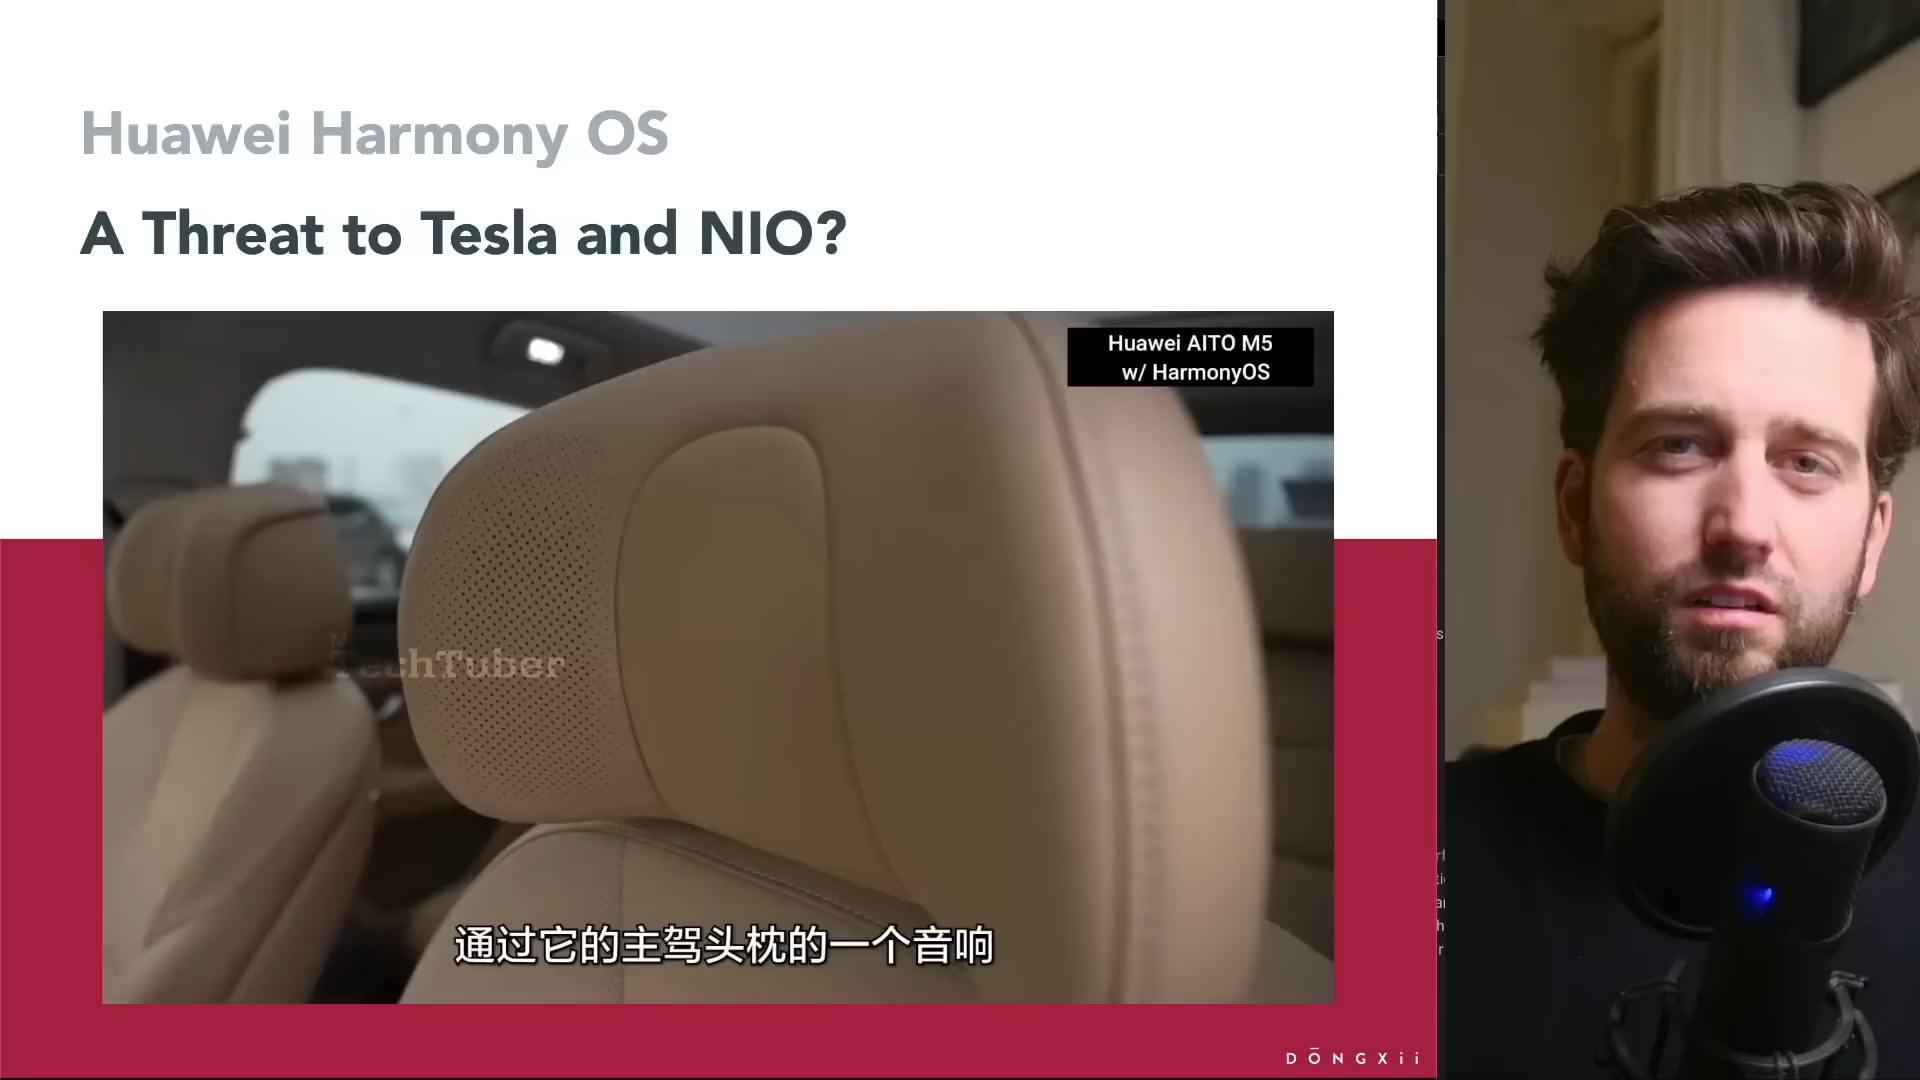 Huawei Harmony OS
A Threat to Tesla and NIO?
Huawei AITO M5
w/ HarmonyOS
TechTuber
通过它的主驾头枕的一个音响
DŌNGXii